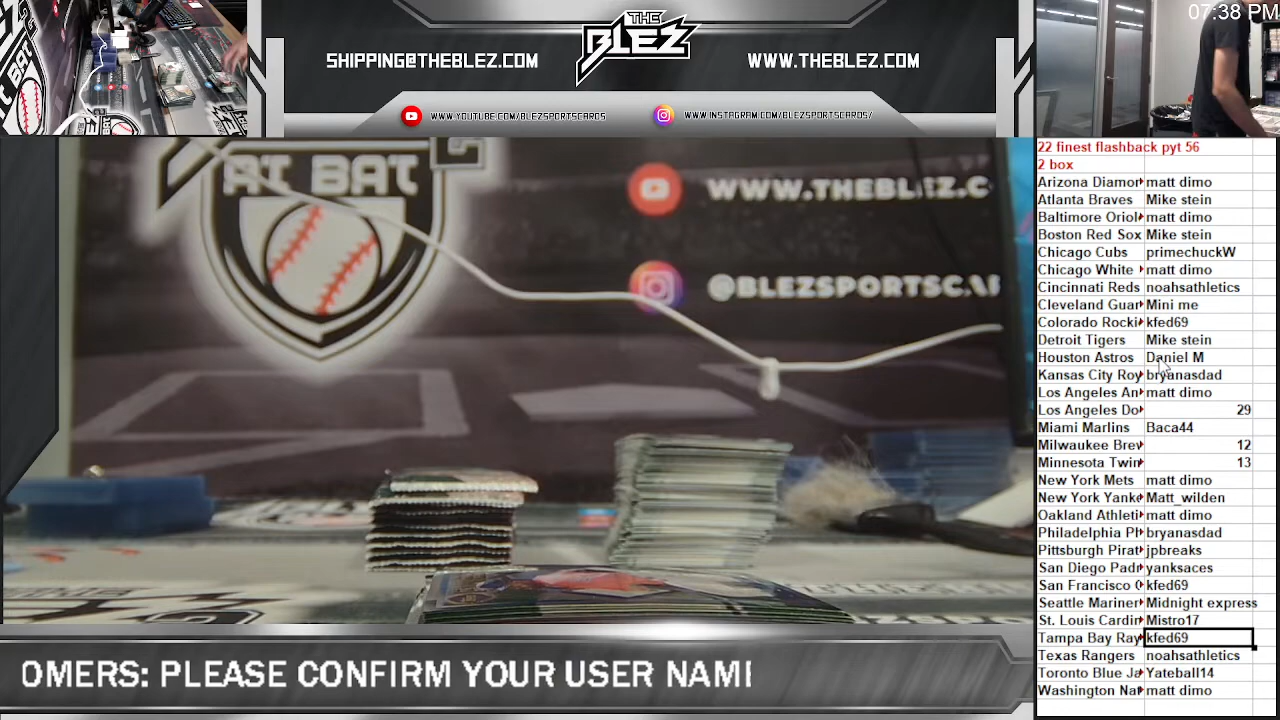 07:38 PM
THE
BLEZ
SHIPPING@THEBLEZ.COM
WWW.THEBLEZ.COM
WWW.YOUTUBE.COM/BLEZSPORTSCARDS
WWW.INSTAGRAM.COM/BLEZSPORTSCARDS/
AT BAT
WWW.THEBLEZ.C
@BLEZSPORTSCA
22 finest flashback pyt 56
2 box
Arizona Diamor matt dimo
Atlanta Braves Mike stein
Baltimore Oriol matt dimo
Boston Red Sox Mike stein
Chicago Cubs primechuckW
Chicago White matt dimo
Cincinnati Reds noahsathletics
Cleveland Guar Mini me
Colorado Rocki kfed69
Detroit Tigers Mike stein
Houston Astros Daniel M
Kansas City Roy bryanasdad
Los Angeles An matt dimo
Los Angeles Do 29
Miami Marlins Baca44
Milwaukee Brev 12
Minnesota Twin 13
New York Mets matt dimo
New York Yanke Matt_wilden
Oakland Athleti matt dimo
Philadelphia Pl bryanasdad
Pittsburgh Pirat jpbreaks
San Diego Padr yanksaces
San Francisco G kfed69
Seattle Mariner Midnight express
St. Louis Cardin Mistro17
Tampa Bay Ray kfed69
Texas Rangers noahsathletics
Toronto Blue Ja Yateball14
Washington Nat matt dimo
OMERS: PLEASE CONFIRM YOUR USER NAMI